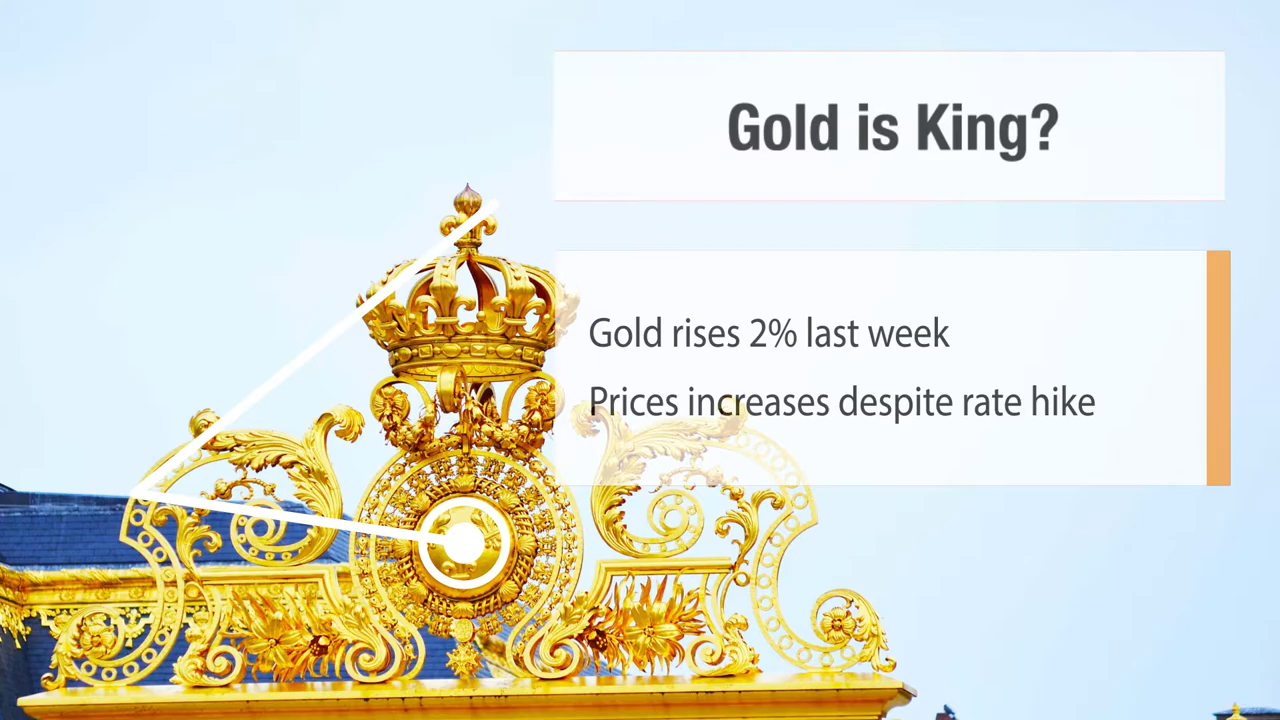 Gold is King?
Gold rises 2% last week
Prices increases despite rate hike